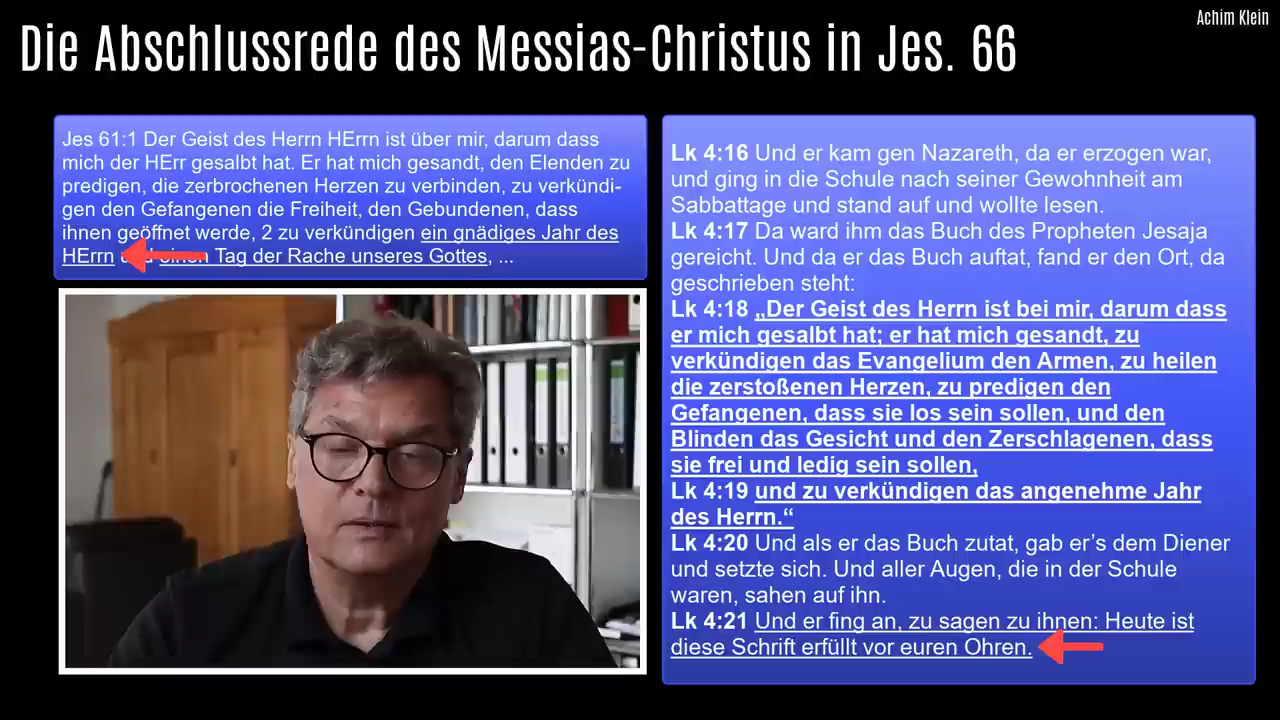 Achim Klein
Die Abschlussrede des Messias-Christus in Jes. 66
Jes 61:1 Der Geist des Herrn HErrn ist über mir, darum dass
mich der HErr gesalbt hat. Er hat mich gesandt, den Elenden zu
predigen, die zerbrochenen Herzen zu verbinden, zu verkündi-
gen den Gefangenen die Freiheit, den Gebundenen, dass
ihnen geöffnet werde, 2 zu verkündigen ein gnädiges Jahr des
HErrn und einen Tag der Rache unseres Gottes, ...
Lk 4:16 Und er kam gen Nazareth, da er erzogen war,
und ging in die Schule nach seiner Gewohnheit am
Sabbattage und stand auf und wollte lesen.
Lk 4:17 Da ward ihm das Buch des Propheten Jesaja
gereicht. Und da er das Buch auftat, fand er den Ort, da
geschrieben steht:
Lk 4:18 „Der Geist des Herrn ist bei mir, darum dass
er mich gesalbt hat; er hat mich gesandt, zu
verkündigen das Evangelium den Armen, zu heilen
die zerstoßenen Herzen, zu predigen den
Gefangenen, dass sie los sein sollen, und den
Blinden das Gesicht und den Zerschlagenen, dass
sie frei und ledig sein sollen,
Lk 4:19 und zu verkündigen das angenehme Jahr
des Herrn.“
Lk 4:20 Und als er das Buch zutat, gab er’s dem Diener
und setzte sich. Und aller Augen, die in der Schule
waren, sahen auf ihn.
Lk 4:21 Und er fing an, zu sagen zu ihnen: Heute ist
diese Schrift erfüllt vor euren Ohren.